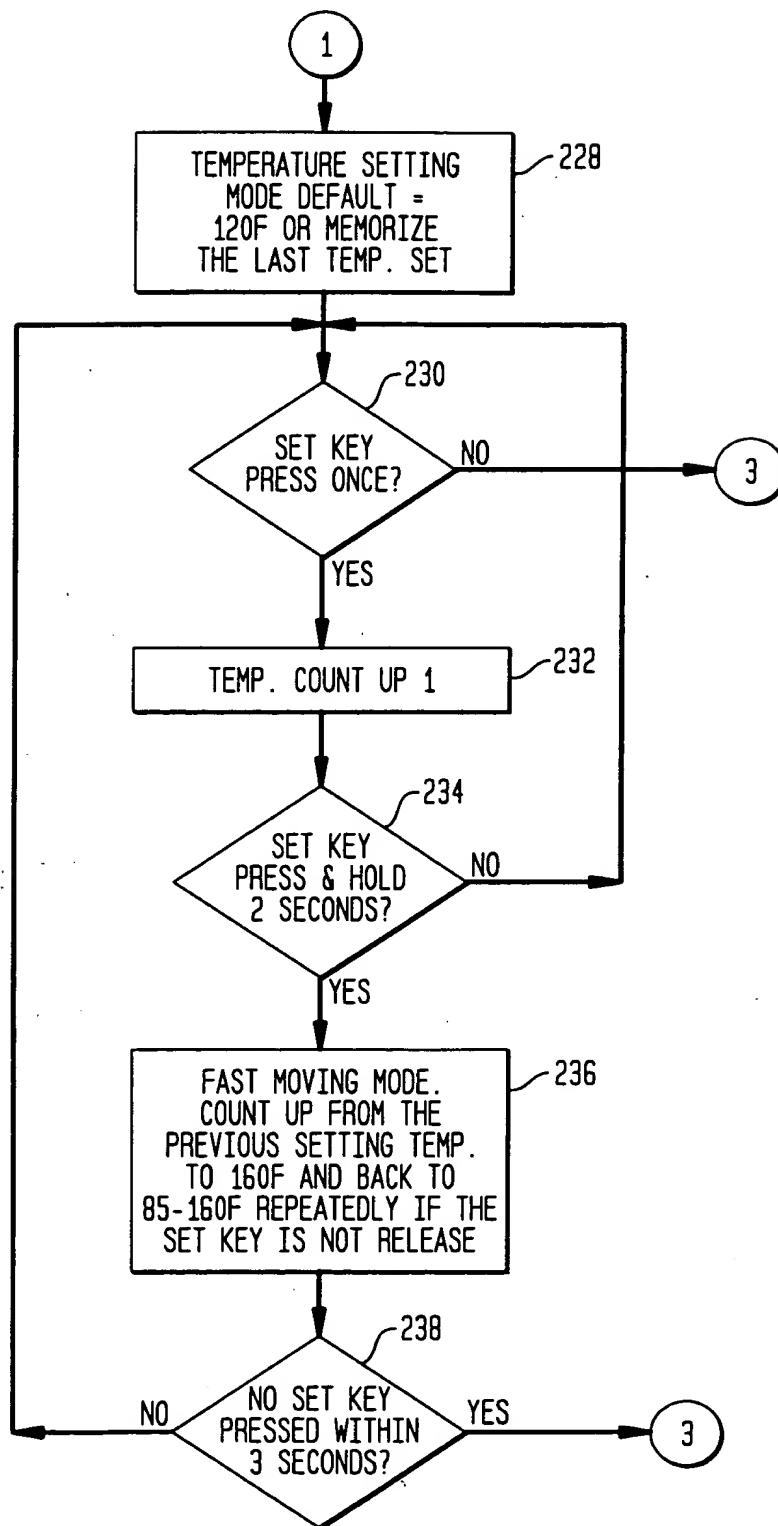 1
TEMPERATURE SETTING
MODE DEFAULT =
120F OR MEMORIZE
THE LAST TEMP. SET
228
230
SET KEY
PRESS ONCE?
NO
3
YES
TEMP. COUNT UP 1
232
234
SET KEY
PRESS & HOLD
2 SECONDS?
NO
YES
FAST MOVING MODE.
COUNT UP FROM THE
PREVIOUS SETTING TEMP.
TO 160F AND BACK TO
85-160F REPEATEDLY IF THE
SET KEY IS NOT RELEASE
236
238
NO SET KEY
PRESSED WITHIN
3 SECONDS?
NO
YES
3